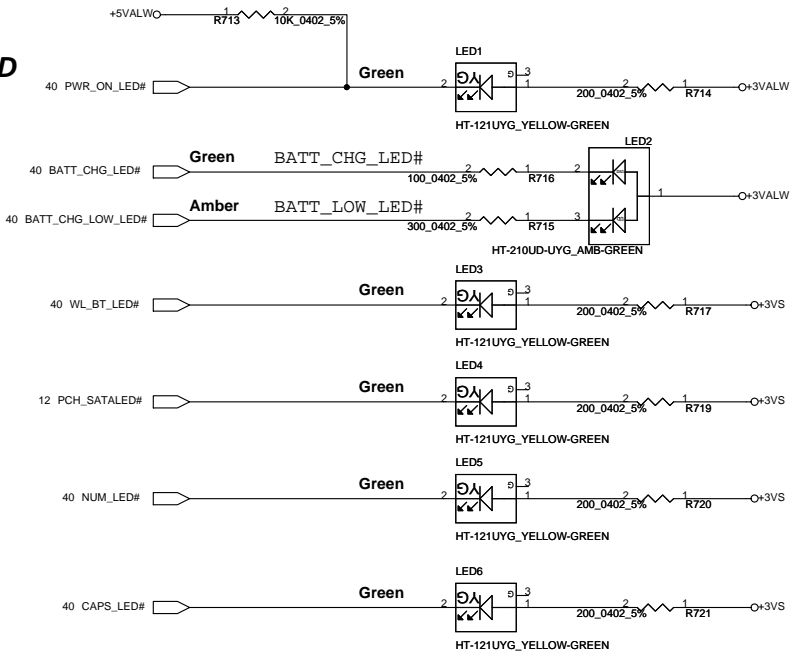 +5VALW 1 2
R713 10K_0402_5%
D
LED1
40 PWR_ON_LED# Green 2 YG G 3 1 2 1 +3VALW
200_0402_5% R714
HT-121UYG_YELLOW-GREEN
LED2
Green BATT_CHG_LED#
40 BATT_CHG_LED# 2 1 2
100_0402_5% R716
1 +3VALW
Amber BATT_LOW_LED#
40 BATT_CHG_LOW_LED# 2 1 3
300_0402_5% R715
HT-210UD-UYG_AMB-GREEN
LED3
40 WL_BT_LED# Green 2 YG G 3 1 2 1 +3VS
200_0402_5% R717
HT-121UYG_YELLOW-GREEN
LED4
12 PCH_SATALED# Green 2 YG G 3 1 2 1 +3VS
200_0402_5% R719
HT-121UYG_YELLOW-GREEN
LED5
40 NUM_LED# Green 2 YG G 3 1 2 1 +3VS
200_0402_5% R720
HT-121UYG_YELLOW-GREEN
LED6
40 CAPS_LED# Green 2 YG G 3 1 2 1 +3VS
200_0402_5% R721
HT-121UYG_YELLOW-GREEN